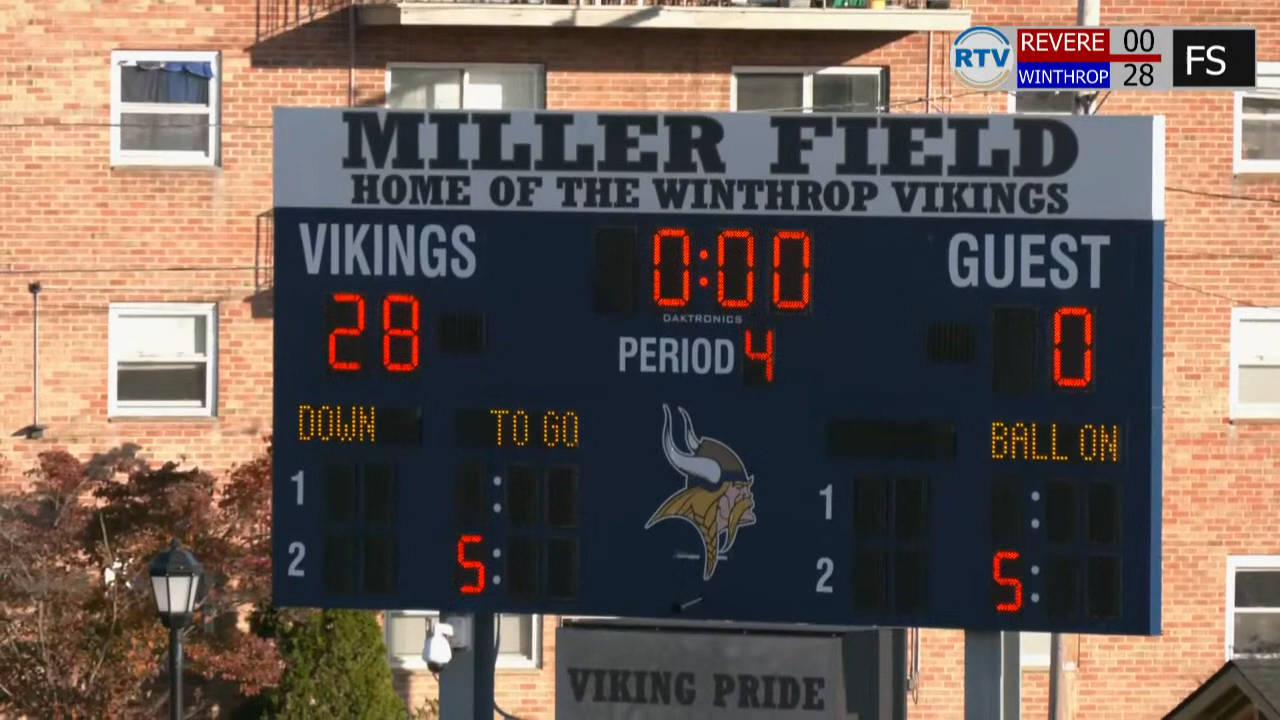 RTV
REVERE 00
WINTHROP 28
FS
MILLER FIELD
HOME OF THE WINTHROP VIKINGS
VIKINGS 0:00 GUEST
28 DAKTRONICS 0
PERIOD 4
DOWN TO GO BALL ON
1 : 1 :
2 5: 2 5:
VIKING PRIDE